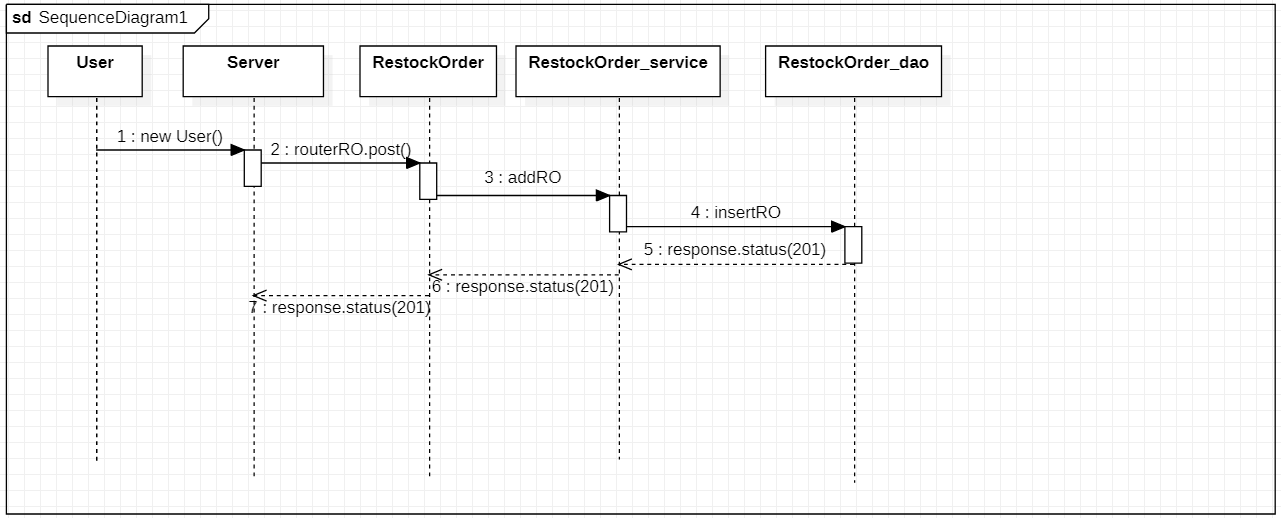 sd SequenceDiagram1
User
Server
RestockOrder
RestockOrder_service
RestockOrder_dao
1 : new User()
2 : routerRO.post()
3 : addRO
4 : insertRO
5 : response.status(201)
6 : response.status(201)
7 : response.status(201)